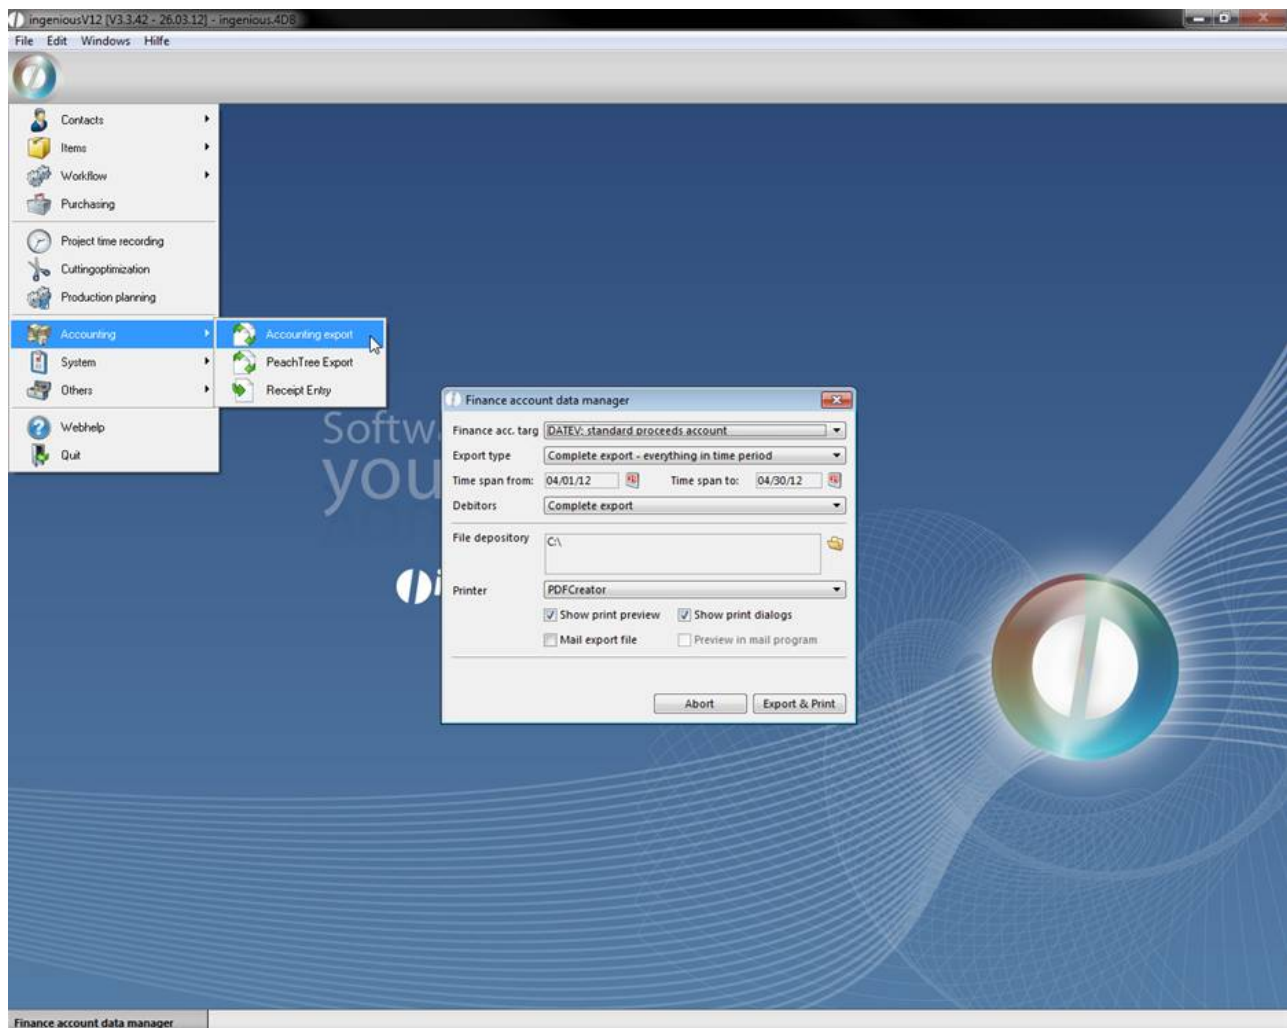 ingeniousV12 [V3.3.42 - 26.03.12] - ingenious.4DB
File Edit Windows Hilfe
Contacts
Items
Workflow
Purchasing
Project time recording
Cuttingoptimization
Production planning
Accounting
System
Others
Webhelp
Quit
Accounting export
PeachTree Export
Receipt Entry
Softw
you
Finance account data manager
Finance acc. targ DATEV: standard proceeds account
Export type Complete export - everything in time period
Time span from: 04/01/12 Time span to: 04/30/12
Debitors Complete export
File depository C:\
Printer PDFCreator
Show print preview Show print dialogs
Mail export file Preview in mail program
Abort Export & Print
Finance account data manager